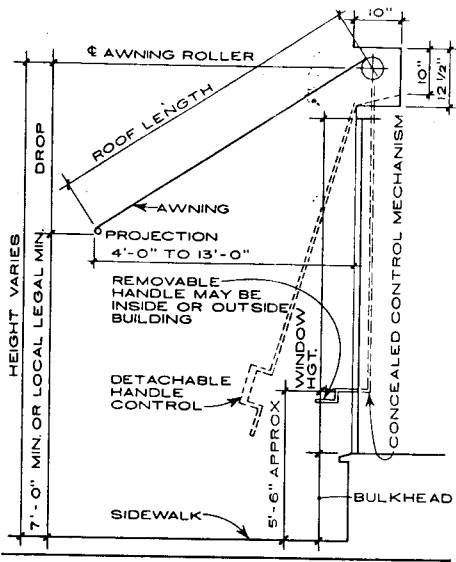 10"
℄ AWNING ROLLER
ROOF LENGTH
10"
12 1/2"
DROP
AWNING
PROJECTION
4'-0" TO 13'-0"
REMOVABLE
HANDLE MAY BE
INSIDE OR OUTSIDE
BUILDING
HEIGHT VARIES
7'-0" MIN. OR LOCAL LEGAL MIN.
WINDOW
HGT.
CONCEALED CONTROL MECHANISM
DETACHABLE
HANDLE
CONTROL
5'-6" APPROX
BULKHEAD
SIDEWALK